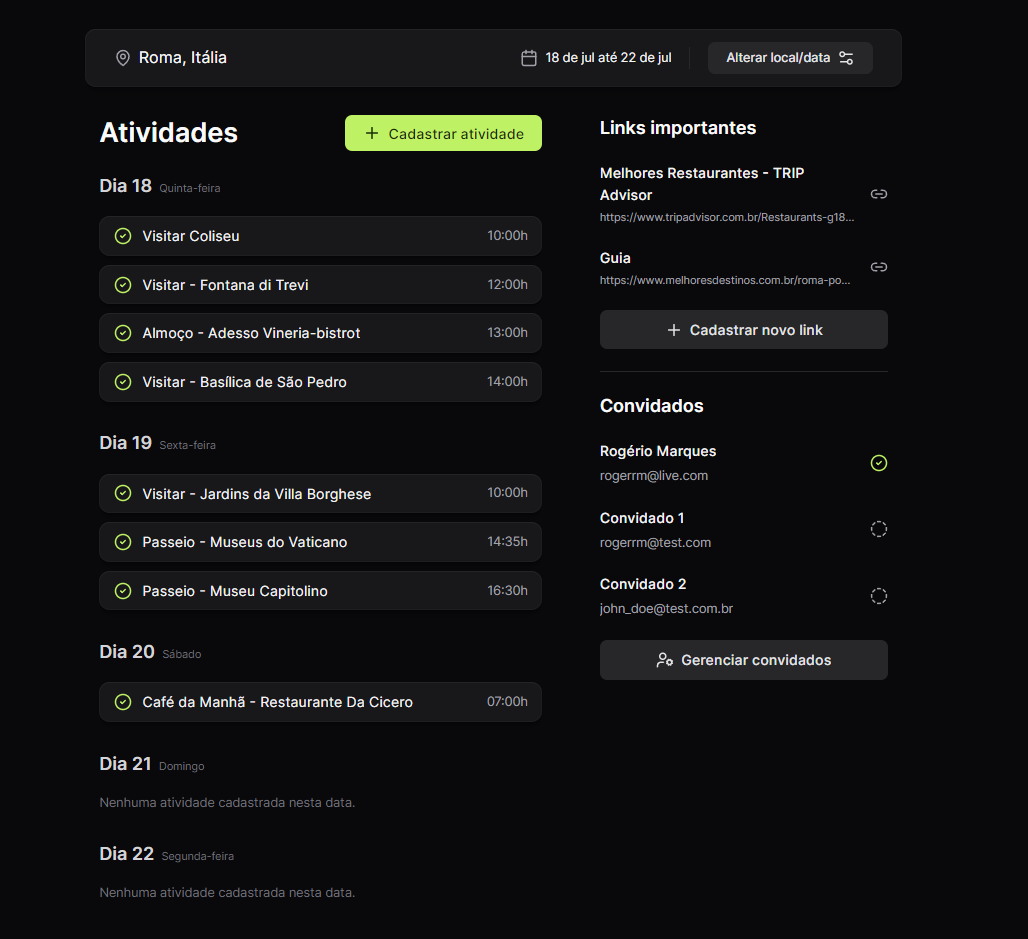 Roma, Itália
18 de jul até 22 de jul
Alterar local/data
Atividades
Cadastrar atividade
Dia 18 Quinta-feira
Visitar Coliseu 10:00h
Visitar - Fontana di Trevi 12:00h
Almoço - Adesso Vineria-bistrot 13:00h
Visitar - Basílica de São Pedro 14:00h
Dia 19 Sexta-feira
Visitar - Jardins da Villa Borghese 10:00h
Passeio - Museus do Vaticano 14:35h
Passeio - Museu Capitolino 16:30h
Dia 20 Sábado
Café da Manhã - Restaurante Da Cicero 07:00h
Dia 21 Domingo
Nenhuma atividade cadastrada nesta data.
Dia 22 Segunda-feira
Nenhuma atividade cadastrada nesta data.
Links importantes
Melhores Restaurantes - TRIP
Advisor
https://www.tripadvisor.com.br/Restaurants-g18...
Guia
https://www.melhoresdestinos.com.br/roma-po...
Cadastrar novo link
Convidados
Rogério Marques
rogerrm@live.com
Convidado 1
rogerrm@test.com
Convidado 2
john_doe@test.com.br
Gerenciar convidados